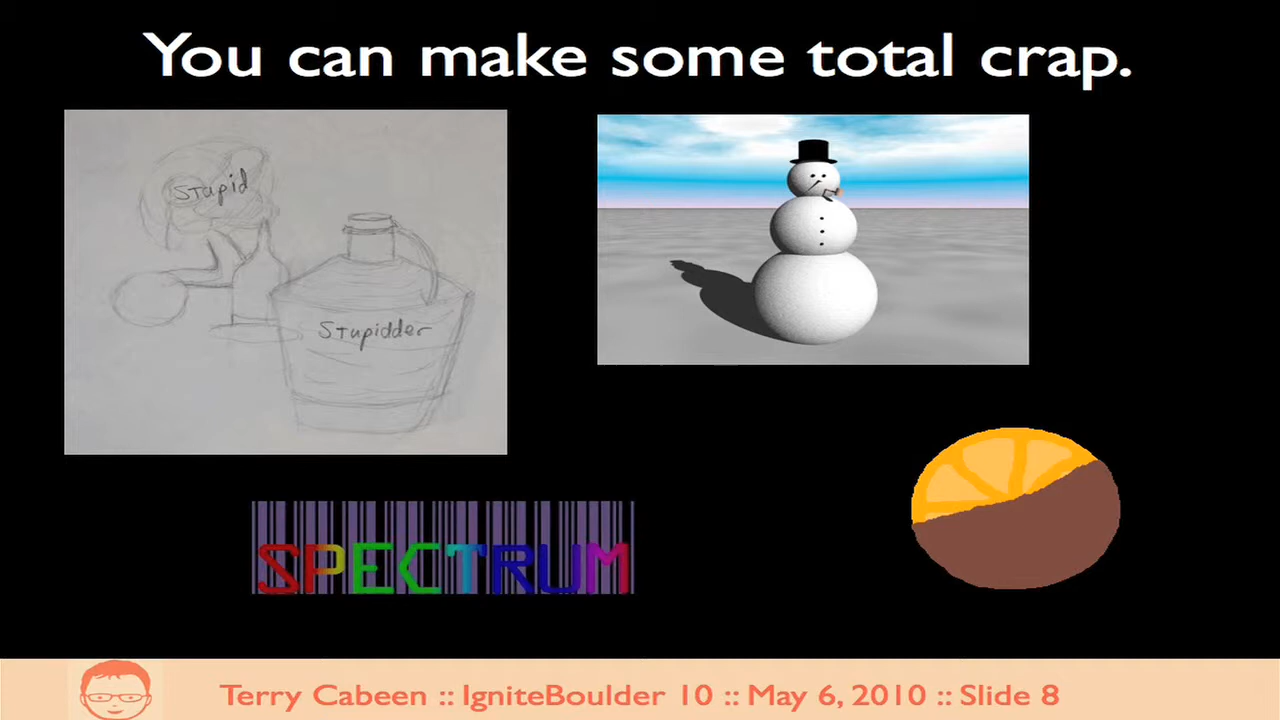 You can make some total crap.
Stupid
Stupidder
SPECTRUM
Terry Cabeen :: IgniteBoulder 10 :: May 6, 2010 :: Slide 8